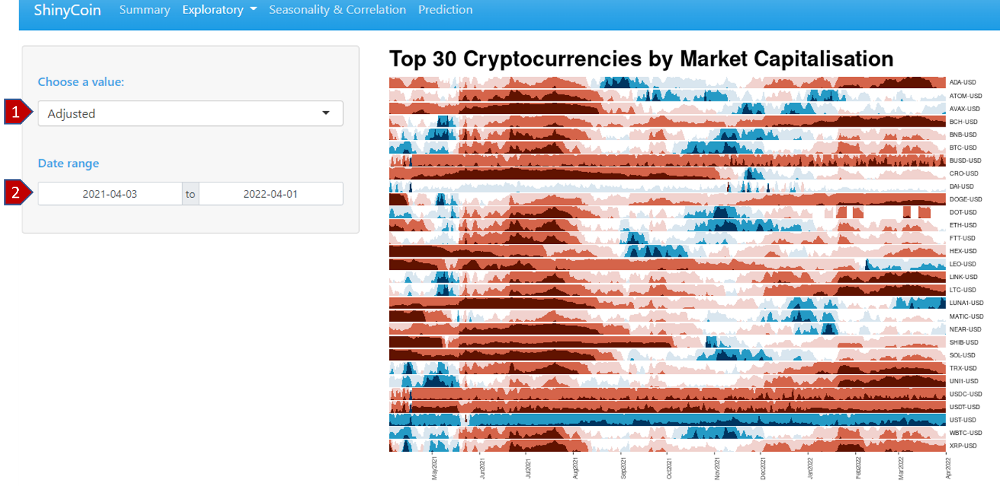 ShinyCoin Summary Exploratory Seasonality & Correlation Prediction
Choose a value:
1
Adjusted
Date range
2
2021-04-03 to 2022-04-01
Top 30 Cryptocurrencies by Market Capitalisation
ADA-USD
ATOM-USD
AVAX-USD
BCH-USD
BNB-USD
BTC-USD
BUSD-USD
CRO-USD
DAI-USD
DOGE-USD
DOT-USD
ETH-USD
FTT-USD
HEX-USD
LEO-USD
LINK-USD
LTC-USD
LUNA1-USD
MATIC-USD
NEAR-USD
SHIB-USD
SOL-USD
TRX-USD
UNI1-USD
USDC-USD
USDT-USD
UST-USD
WBTC-USD
XRP-USD
May2021
Jun2021
Jul2021
Aug2021
Sep2021
Oct2021
Nov2021
Dec2021
Jan2022
Feb2022
Mar2022
Apr2022